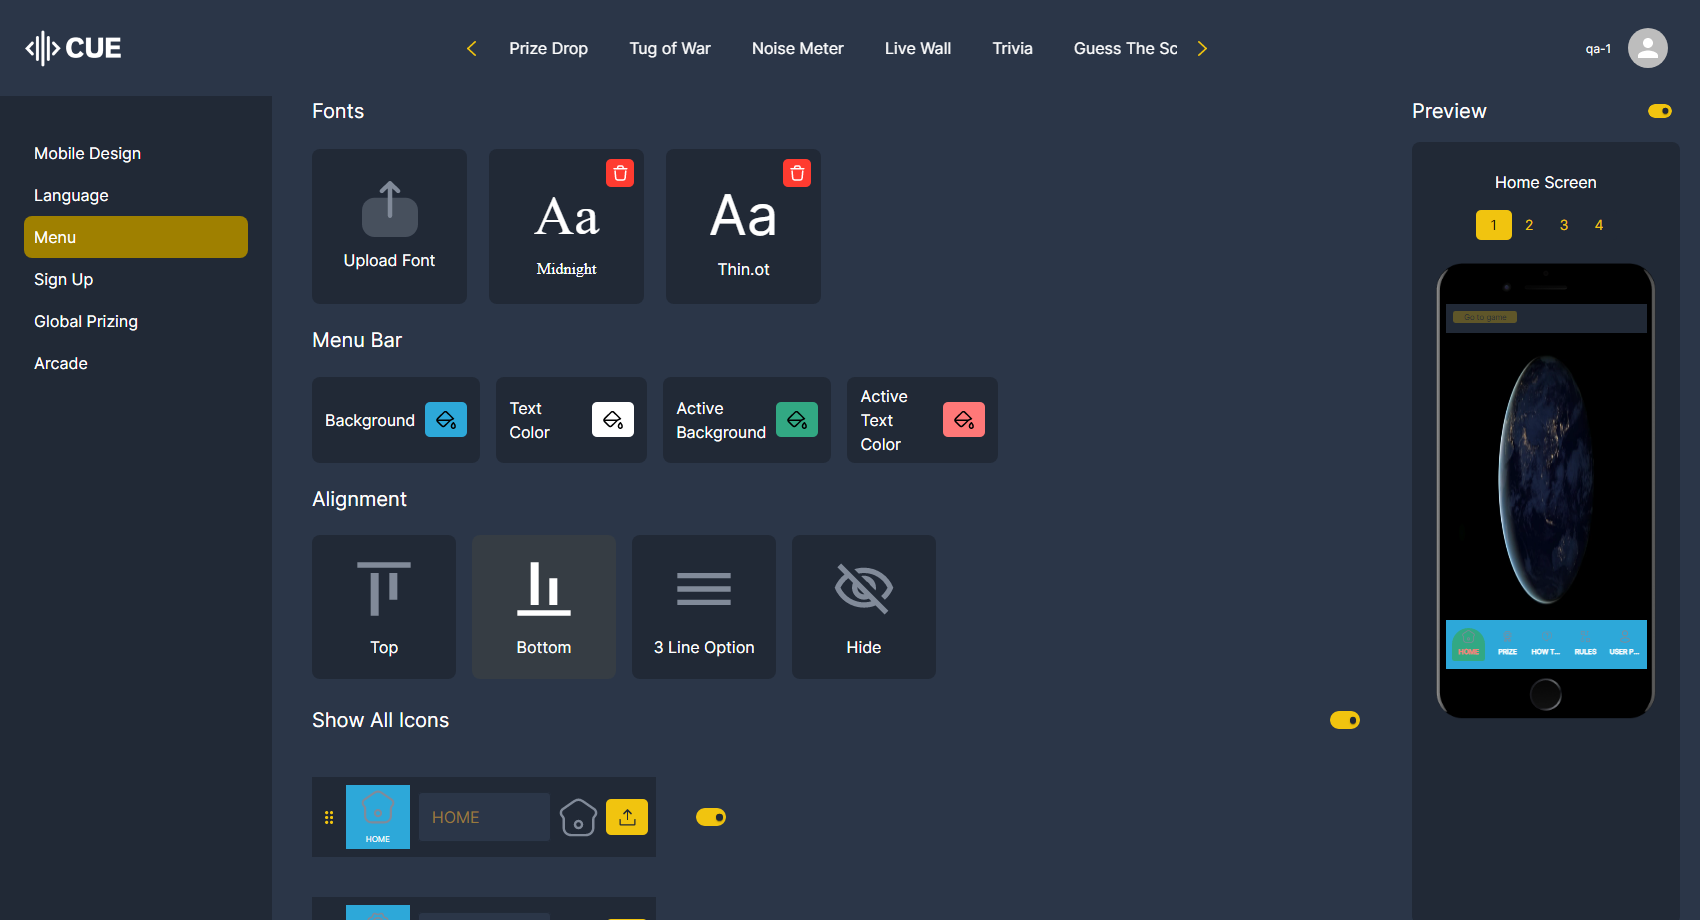 CUE
Prize Drop
Tug of War
Noise Meter
Live Wall
Trivia
Guess The Sc
qa-1
Mobile Design
Language
Menu
Sign Up
Global Prizing
Arcade
Fonts
Upload Font
Aa
Midnight
Aa
Thin.ot
Menu Bar
Background
Text
Color
Active
Background
Active
Text
Color
Alignment
Top
Bottom
3 Line Option
Hide
Show All Icons
HOME
HOME
Preview
Home Screen
1 2 3 4
Go to game
HOME
PRIZE
HOW T...
RULES
USER P...